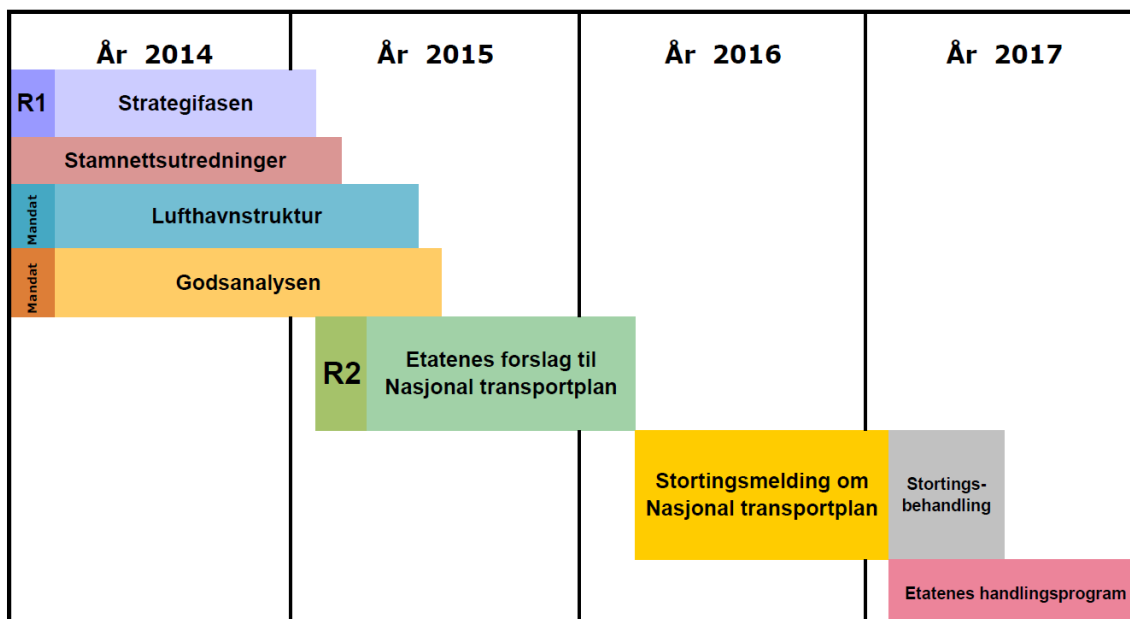 År 2014
År 2015
År 2016
År 2017
R1
Strategifasen
Stamnettsutredninger
Mandat
Lufthavnstruktur
Mandat
Godsanalysen
R2
Etatenes forslag til
Nasjonal transportplan
Stortingsmelding om
Nasjonal transportplan
Stortings-
behandling
Etatenes handlingsprogram